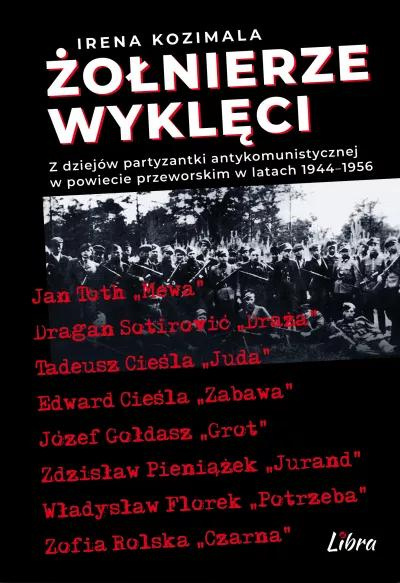 IRENA KOZIMALA
ŻOŁNIERZE
WYKLĘCI
Z dziejów partyzantki antykomunistycznej
w powiecie przeworskim w latach 1944–1956
Jan Toth „Mewa"
Dragan Sotirowić „Draża"
Tadeusz Cieśla „Juda"
Edward Cieśla „Zabawa"
Józef Gołdasz „Grot"
Zdzisław Pieniążek „Jurand"
Władysław Florek „Potrzeba"
Zofia Rolska „Czarna"
Libra